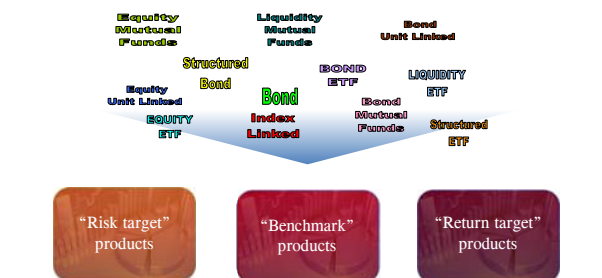 Equity
Mutual
Funds
Liquidity
Mutual
Funds
Bond
Unit Linked
Structured
Bond
BOND
ETF
LIQUIDITY
ETF
Equity
Unit Linked
Bond
Index
Linked
Bond
Mutual
Funds
EQUITY
ETF
Structured
ETF
“Risk target”
products
“Benchmark”
products
“Return target”
products